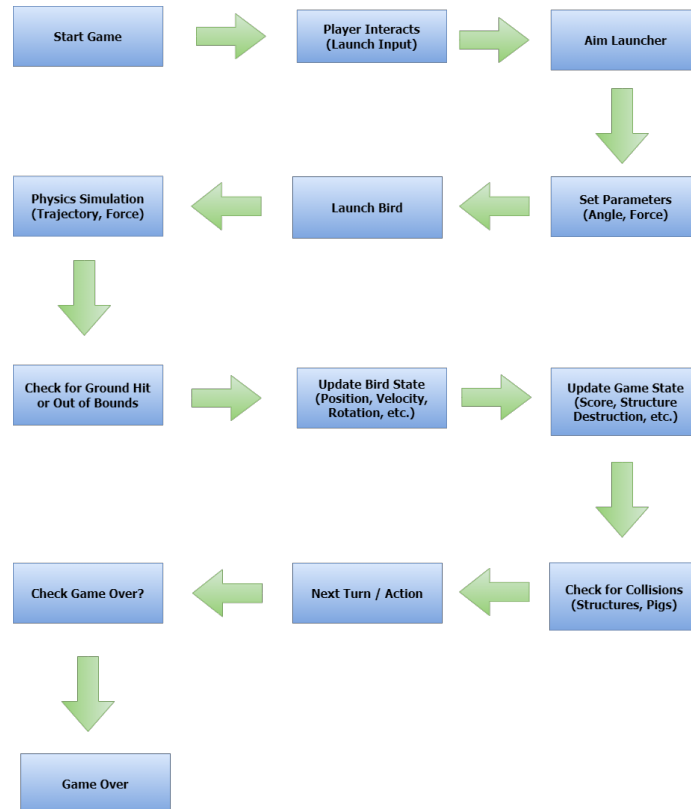 Start Game
Player Interacts
(Launch Input)
Aim Launcher
Set Parameters
(Angle, Force)
Launch Bird
Physics Simulation
(Trajectory, Force)
Check for Ground Hit
or Out of Bounds
Update Bird State
(Position, Velocity,
Rotation, etc.)
Update Game State
(Score, Structure
Destruction, etc.)
Check for Collisions
(Structures, Pigs)
Next Turn / Action
Check Game Over?
Game Over